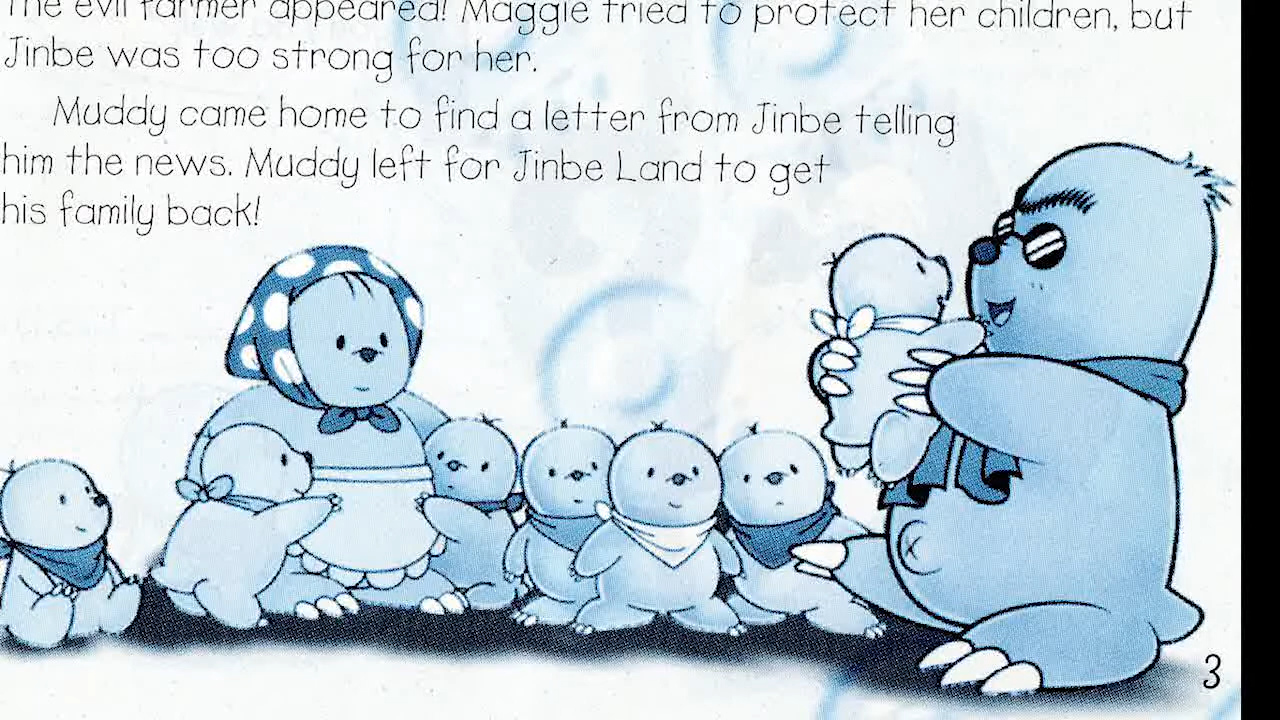 The evil farmer appeared! Maggie tried to protect her children, but
Jinbe was too strong for her.
Muddy came home to find a letter from Jinbe telling
him the news. Muddy left for Jinbe Land to get
his family back!
3